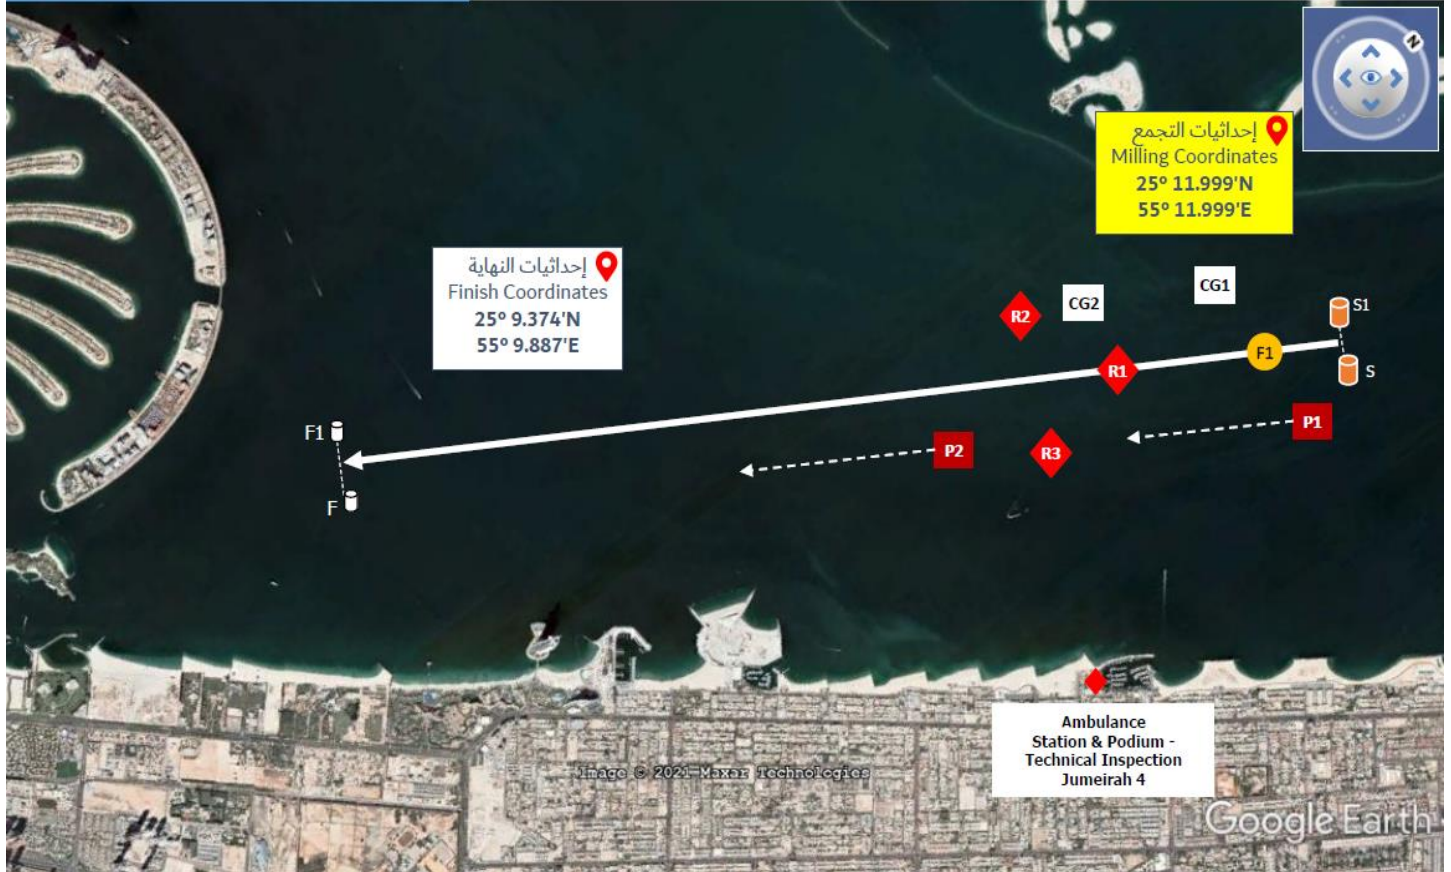 N
إحداثيات التجمع
Milling Coordinates
25º 11.999'N
55º 11.999'E
إحداثيات النهاية
Finish Coordinates
25º 9.374'N
55º 9.887'E
CG1
CG2
S1
R2
F1
R1
S
P1
F1
P2
R3
F
Ambulance
Station & Podium -
Technical Inspection
Jumeirah 4
Image © 2021 Maxar Technologies
Google Earth